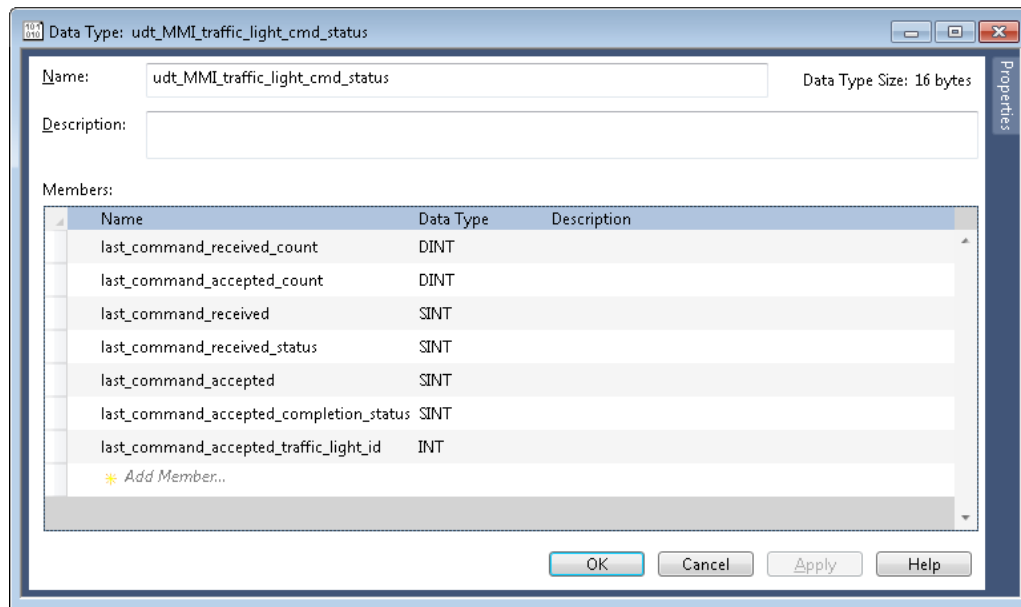 Data Type: udt_MMI_traffic_light_cmd_status
Name: udt_MMI_traffic_light_cmd_status Data Type Size: 16 bytes
Properties
Description:
Members:
Name Data Type Description
last_command_received_count DINT
last_command_accepted_count DINT
last_command_received SINT
last_command_received_status SINT
last_command_accepted SINT
last_command_accepted_completion_status SINT
last_command_accepted_traffic_light_id INT
Add Member...
OK Cancel Apply Help